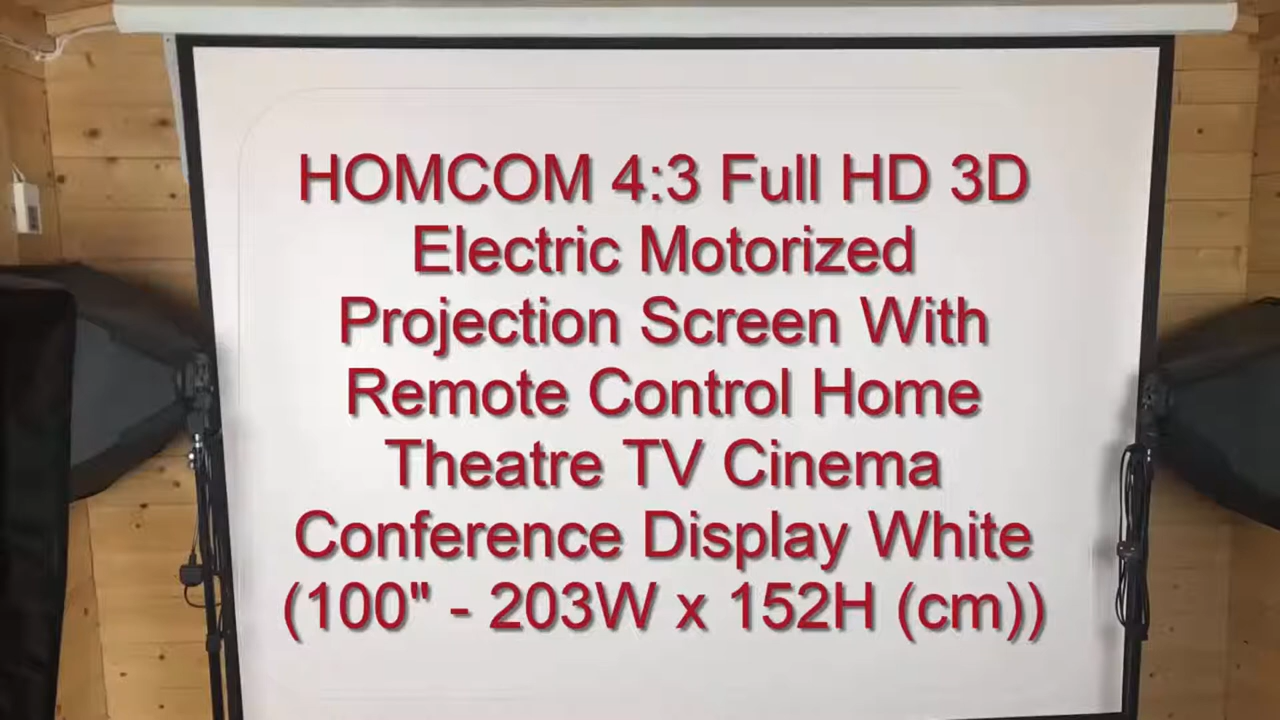 HOMCOM 4:3 Full HD 3D
Electric Motorized
Projection Screen With
Remote Control Home
Theatre TV Cinema
Conference Display White
(100" - 203W x 152H (cm))